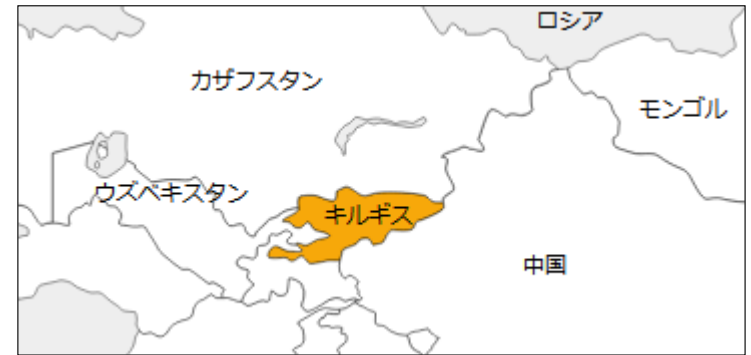 ロシア
カザフスタン
モンゴル
ウズベキスタン
キルギス
中国